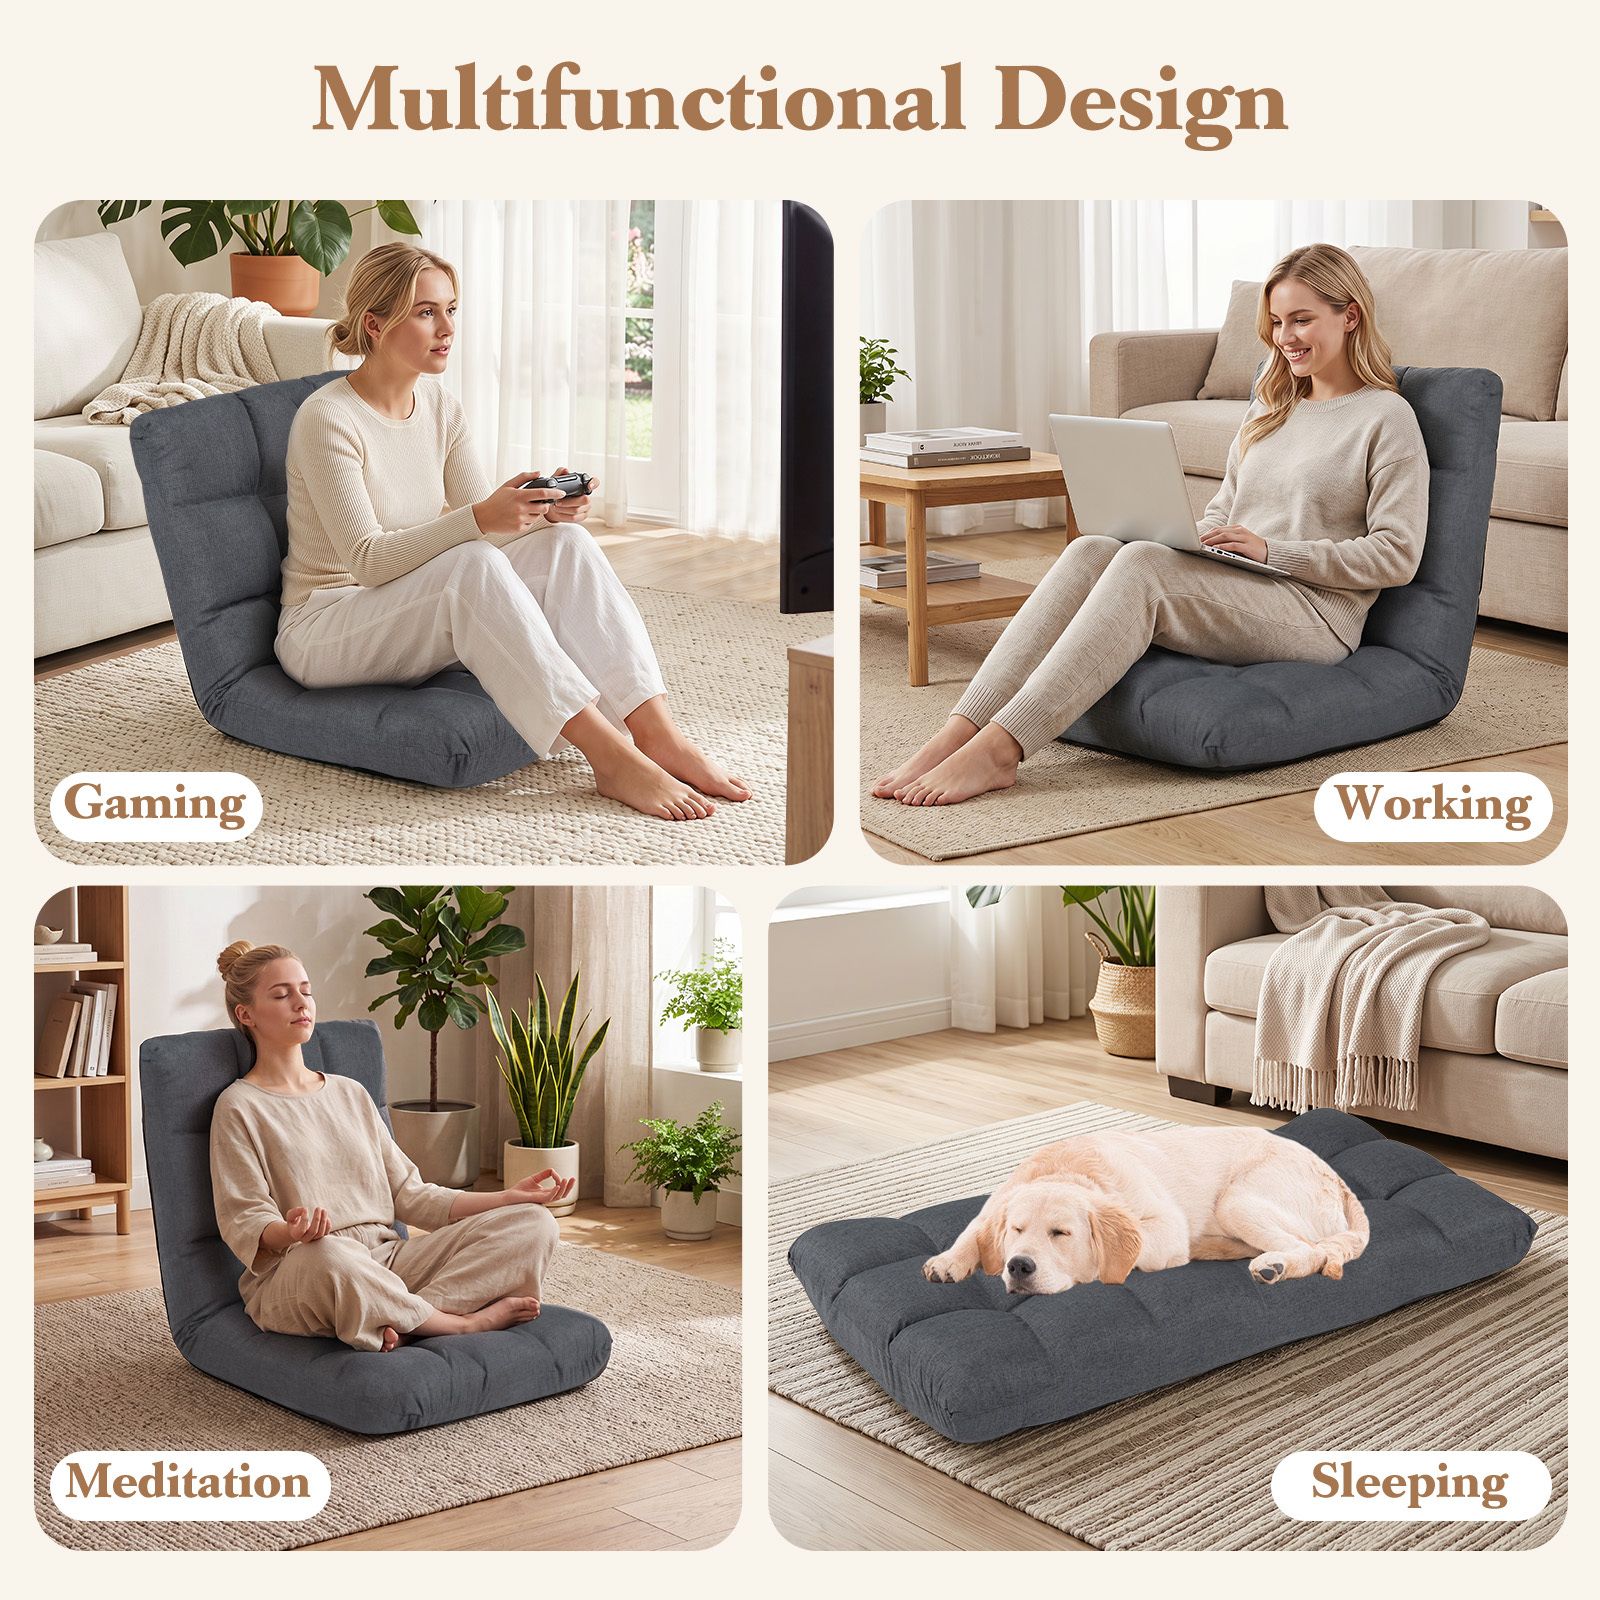 Multifunctional Design
Gaming
Working
Meditation
Sleeping